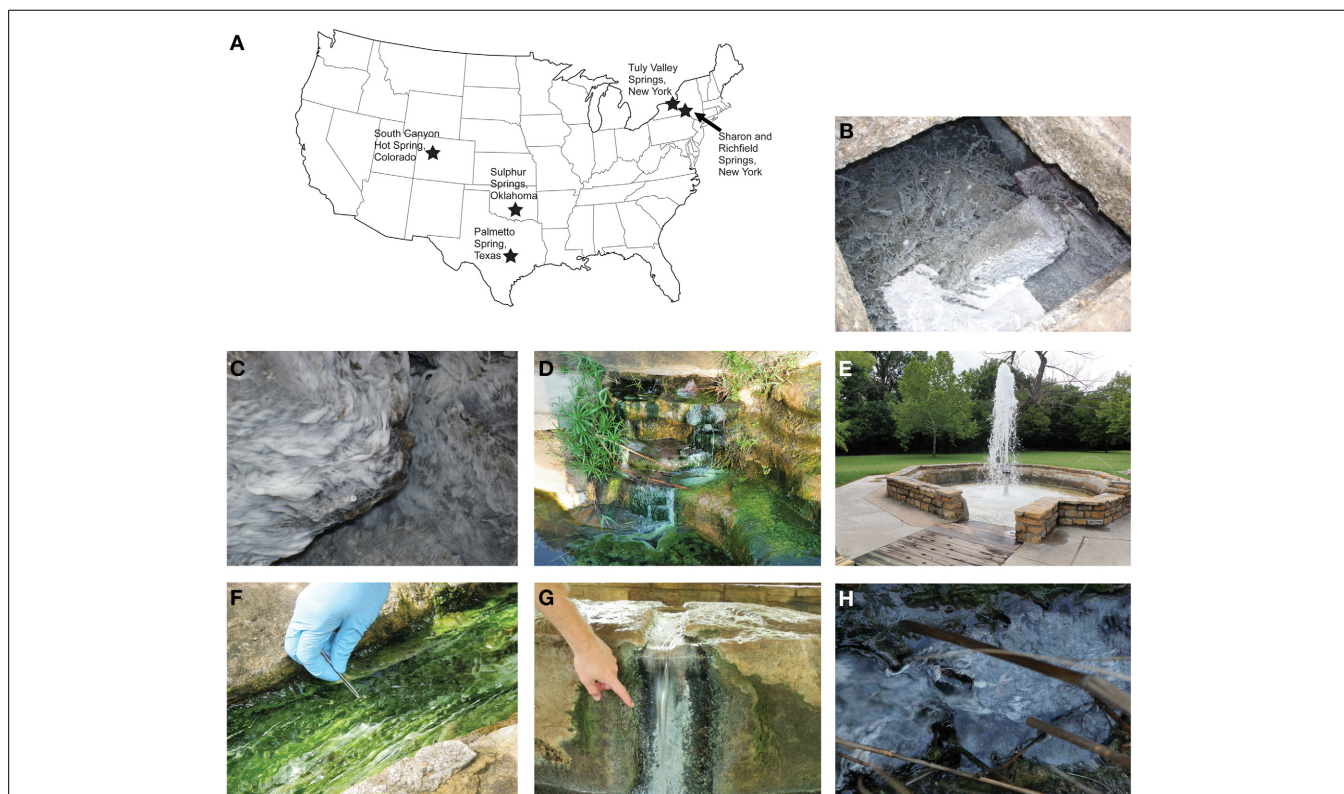 A
Tuly Valley
Springs,
New York
South Canyon
Hot Spring,
Colorado
Sharon and
Richfield
Springs,
New York
Sulphur
Springs,
Oklahoma
Palmetto
Spring,
Texas
B
C
D
E
F
G
H